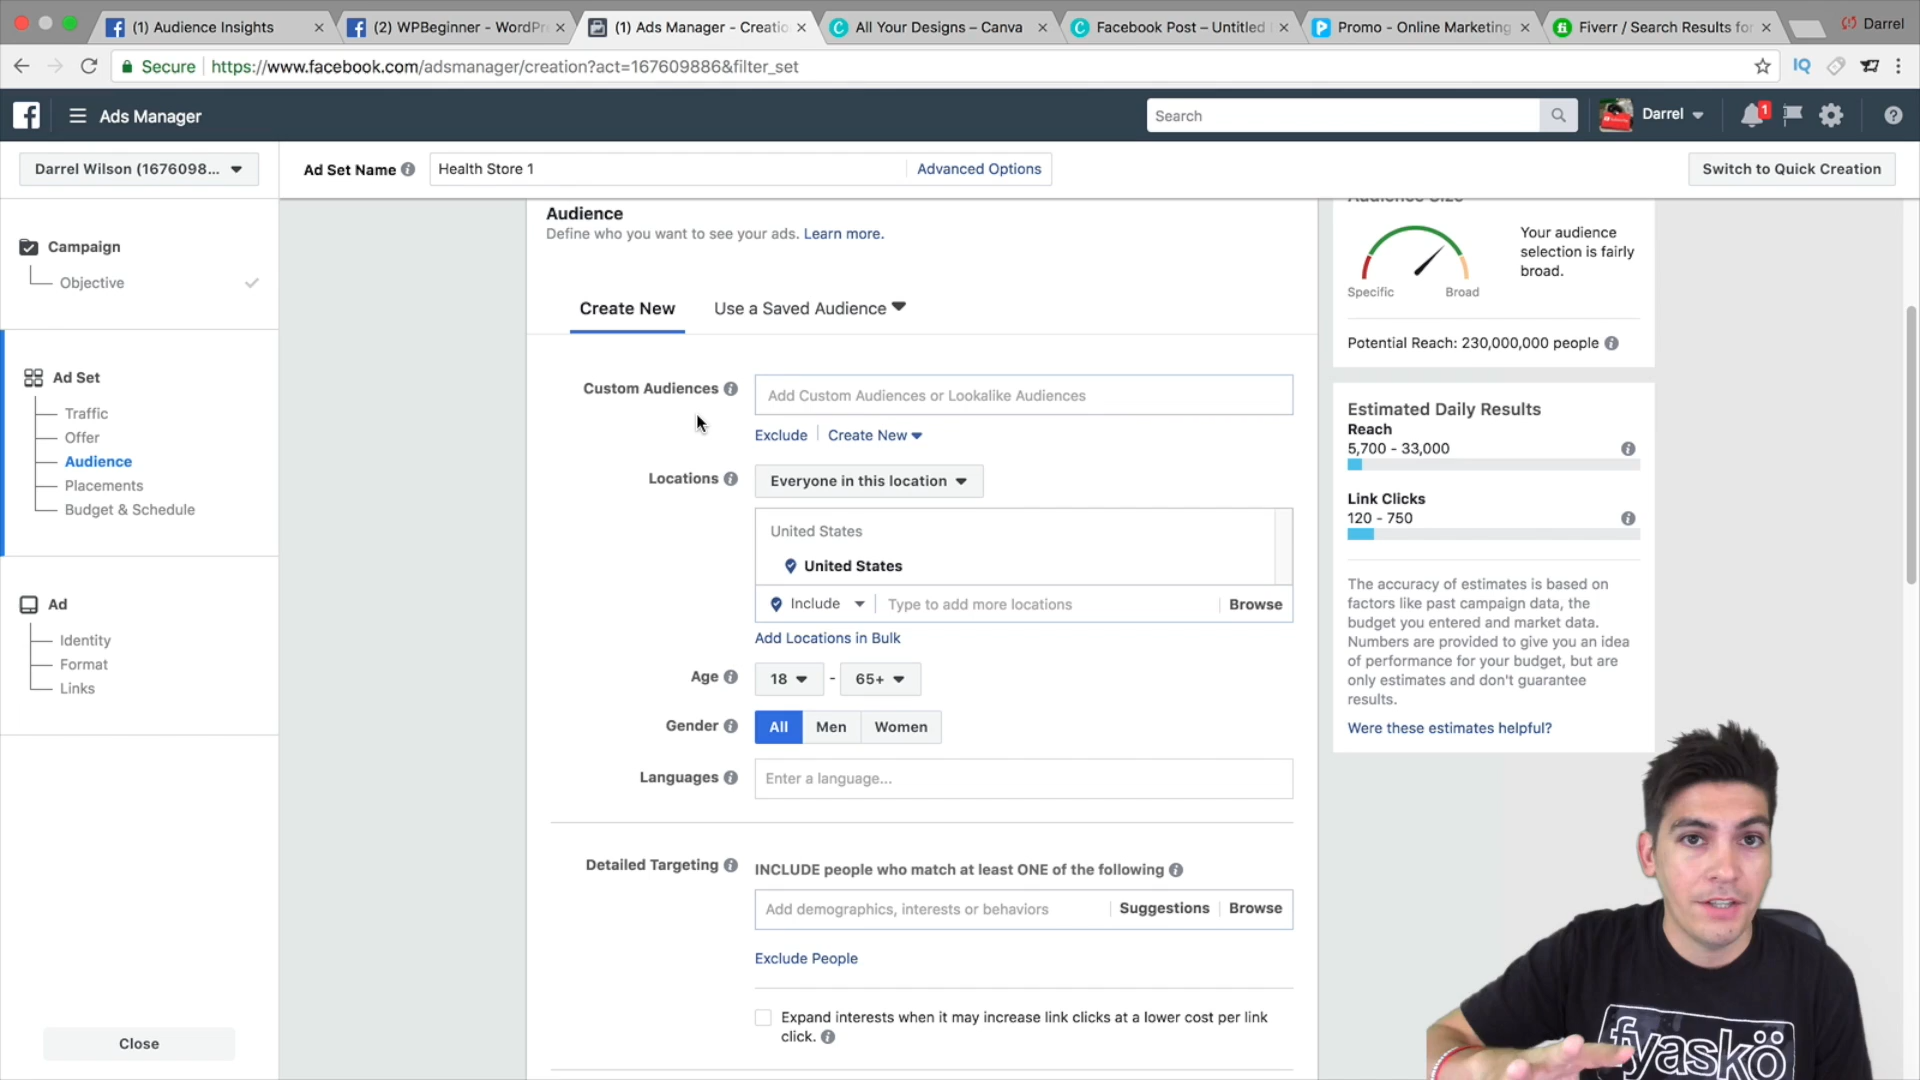 (1) Audience Insights
(2) WPBeginner - WordPr
(1) Ads Manager - Creatio
All Your Designs – Canva
Facebook Post – Untitled
Promo - Online Marketing
Fiverr / Search Results for
Darrel
Secure
https://www.facebook.com/adsmanager/creation?act=167609886&filter_set
IQ
Ads Manager
Search
Darrel
1
Darrel Wilson (1676098...
Ad Set Name
Health Store 1
Advanced Options
Switch to Quick Creation
Campaign
Objective
Ad Set
Traffic
Offer
Audience
Placements
Budget & Schedule
Ad
Identity
Format
Links
Close
Audience
Define who you want to see your ads. Learn more.
Create New
Use a Saved Audience
Custom Audiences
Add Custom Audiences or Lookalike Audiences
Exclude
Create New
Locations
Everyone in this location
United States
United States
Include
Type to add more locations
Browse
Add Locations in Bulk
Age
18
-
65+
Gender
All
Men
Women
Languages
Enter a language...
Detailed Targeting
INCLUDE people who match at least ONE of the following
Add demographics, interests or behaviors
Suggestions
Browse
Exclude People
Expand interests when it may increase link clicks at a lower cost per link
click.
Audience Size
Your audience
selection is fairly
broad.
Specific
Broad
Potential Reach: 230,000,000 people
Estimated Daily Results
Reach
5,700 - 33,000
Link Clicks
120 - 750
The accuracy of estimates is based on
factors like past campaign data, the
budget you entered and market data.
Numbers are provided to give you an idea
of performance for your budget, but are
only estimates and don't guarantee
results.
Were these estimates helpful?
fyaskö